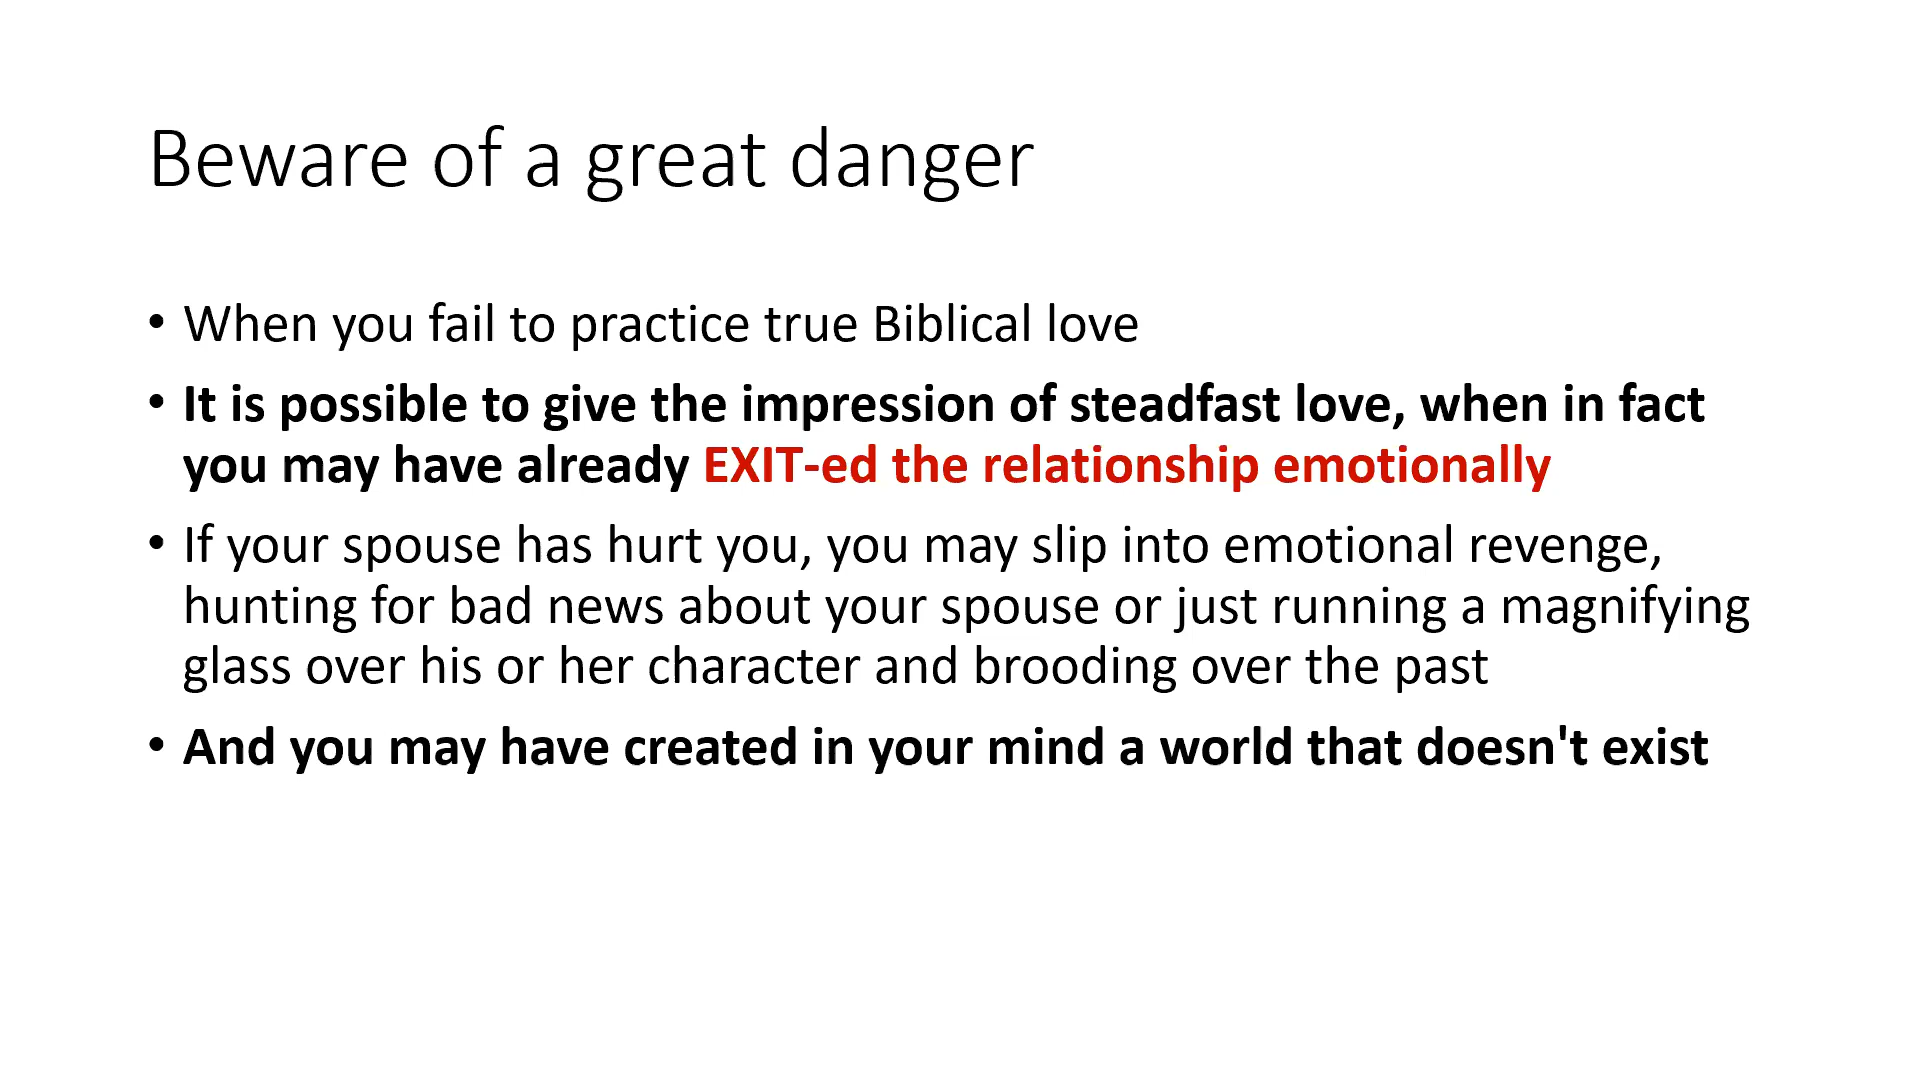 Beware of a great danger
• When you fail to practice true Biblical love
• It is possible to give the impression of steadfast love, when in fact
you may have already EXIT-ed the relationship emotionally
• If your spouse has hurt you, you may slip into emotional revenge,
hunting for bad news about your spouse or just running a magnifying
glass over his or her character and brooding over the past
• And you may have created in your mind a world that doesn't exist